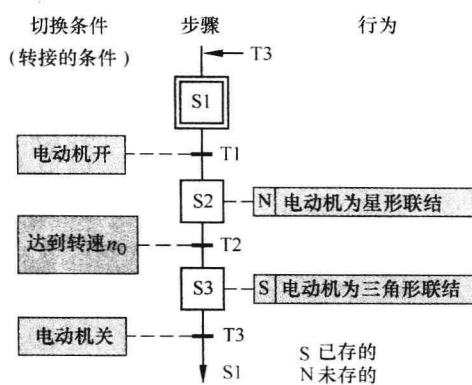 切换条件 步骤 行为
(转接的条件)
T3
S1
电动机开 T1
S2 N 电动机为星形联结
达到转速n₀ T2
S3 S 电动机为三角形联结
电动机关 T3
S 已存的
S1 N 未存的